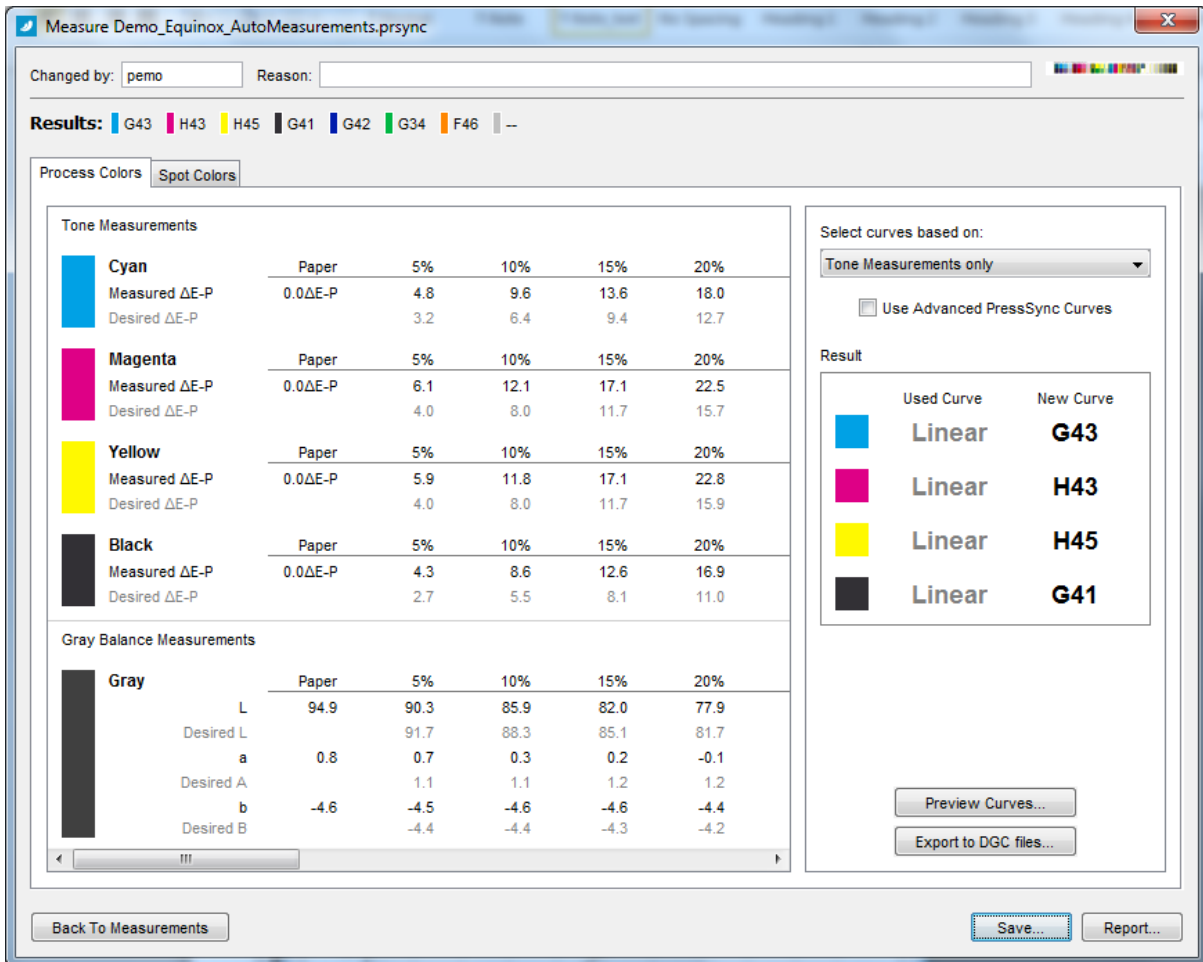 Measure Demo_Equinox_AutoMeasurements.prsync
Changed by: pemo Reason:
Results: G43 H43 H45 G41 G42 G34 F46 --
Process Colors Spot Colors
Tone Measurements
Cyan Paper 5% 10% 15% 20%
Measured ΔE-P 0.0ΔE-P 4.8 9.6 13.6 18.0
Desired ΔE-P 3.2 6.4 9.4 12.7
Magenta Paper 5% 10% 15% 20%
Measured ΔE-P 0.0ΔE-P 6.1 12.1 17.1 22.5
Desired ΔE-P 4.0 8.0 11.7 15.7
Yellow Paper 5% 10% 15% 20%
Measured ΔE-P 0.0ΔE-P 5.9 11.8 17.1 22.8
Desired ΔE-P 4.0 8.0 11.7 15.9
Black Paper 5% 10% 15% 20%
Measured ΔE-P 0.0ΔE-P 4.3 8.6 12.6 16.9
Desired ΔE-P 2.7 5.5 8.1 11.0
Gray Balance Measurements
Gray Paper 5% 10% 15% 20%
L 94.9 90.3 85.9 82.0 77.9
Desired L 91.7 88.3 85.1 81.7
a 0.8 0.7 0.3 0.2 -0.1
Desired A 1.1 1.1 1.2 1.2
b -4.6 -4.5 -4.6 -4.6 -4.4
Desired B -4.4 -4.4 -4.3 -4.2
Select curves based on:
Tone Measurements only
Use Advanced PressSync Curves
Result
Used Curve New Curve
Linear G43
Linear H43
Linear H45
Linear G41
Preview Curves...
Export to DGC files...
Back To Measurements Save... Report...